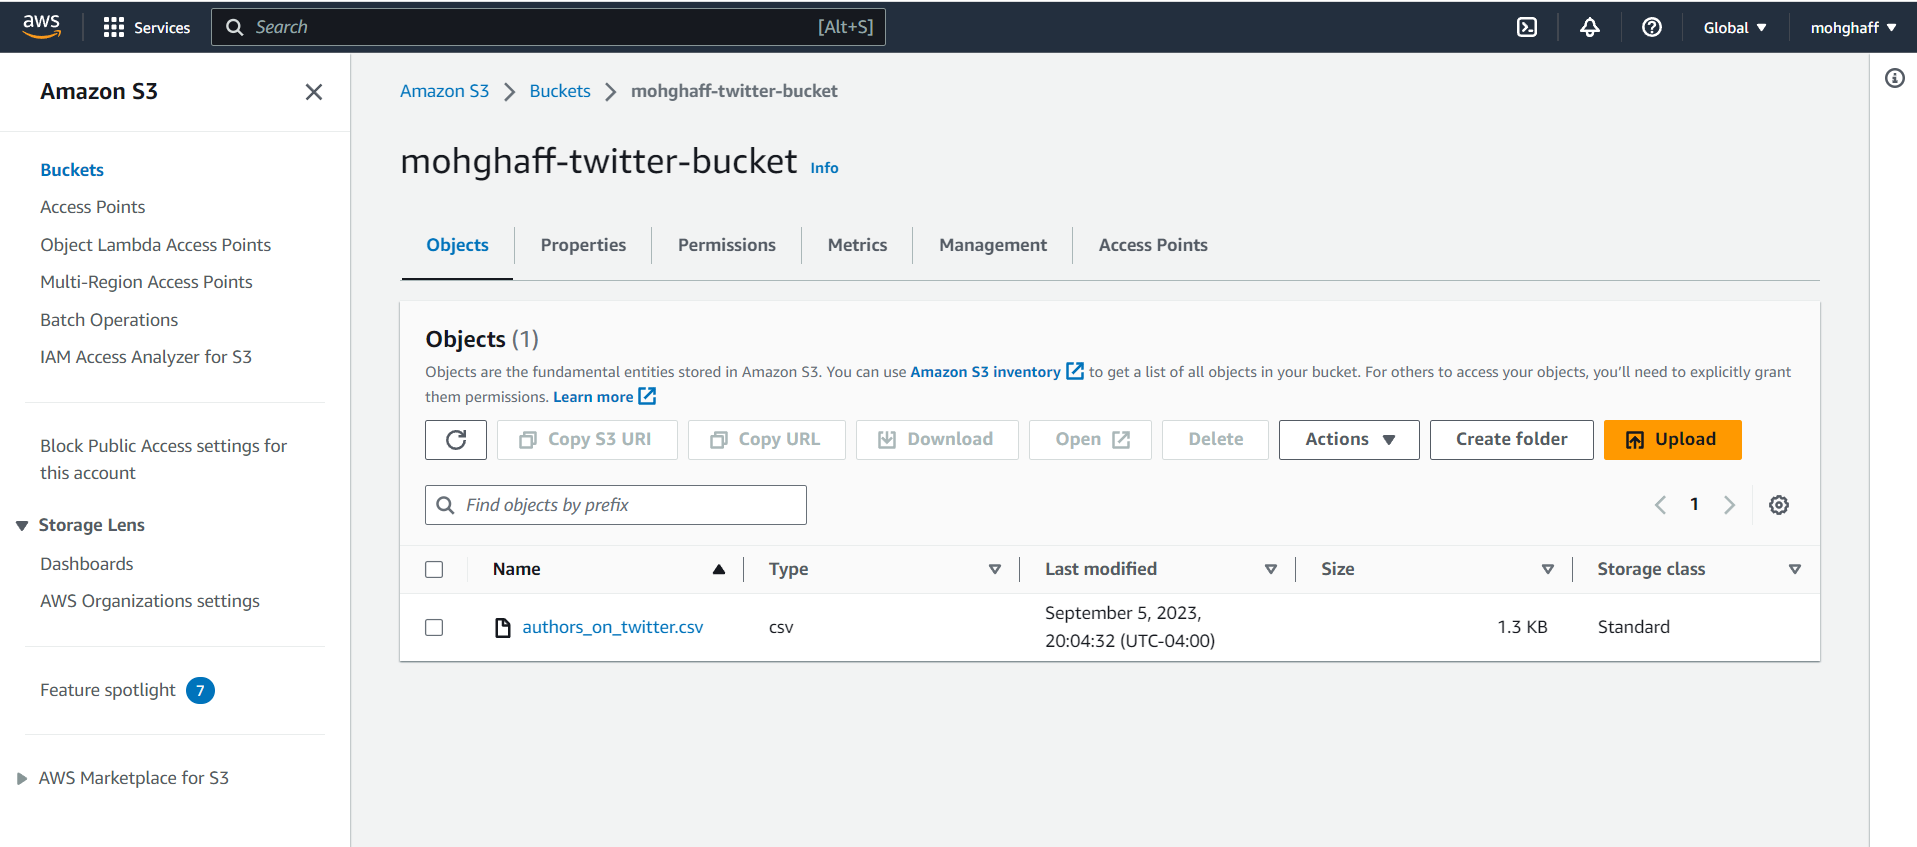 aws
Services
Search
[Alt+S]
Global
mohghaff
Amazon S3
Buckets
Access Points
Object Lambda Access Points
Multi-Region Access Points
Batch Operations
IAM Access Analyzer for S3
Block Public Access settings for
this account
Storage Lens
Dashboards
AWS Organizations settings
Feature spotlight 7
AWS Marketplace for S3
Amazon S3 > Buckets > mohghaff-twitter-bucket
mohghaff-twitter-bucket Info
Objects Properties Permissions Metrics Management Access Points
Objects (1)
Objects are the fundamental entities stored in Amazon S3. You can use Amazon S3 inventory to get a list of all objects in your bucket. For others to access your objects, you'll need to explicitly grant
them permissions. Learn more
Copy S3 URI Copy URL Download Open Delete Actions Create folder Upload
Find objects by prefix
1
Name Type Last modified Size Storage class
authors_on_twitter.csv csv September 5, 2023, 1.3 KB Standard
20:04:32 (UTC-04:00)